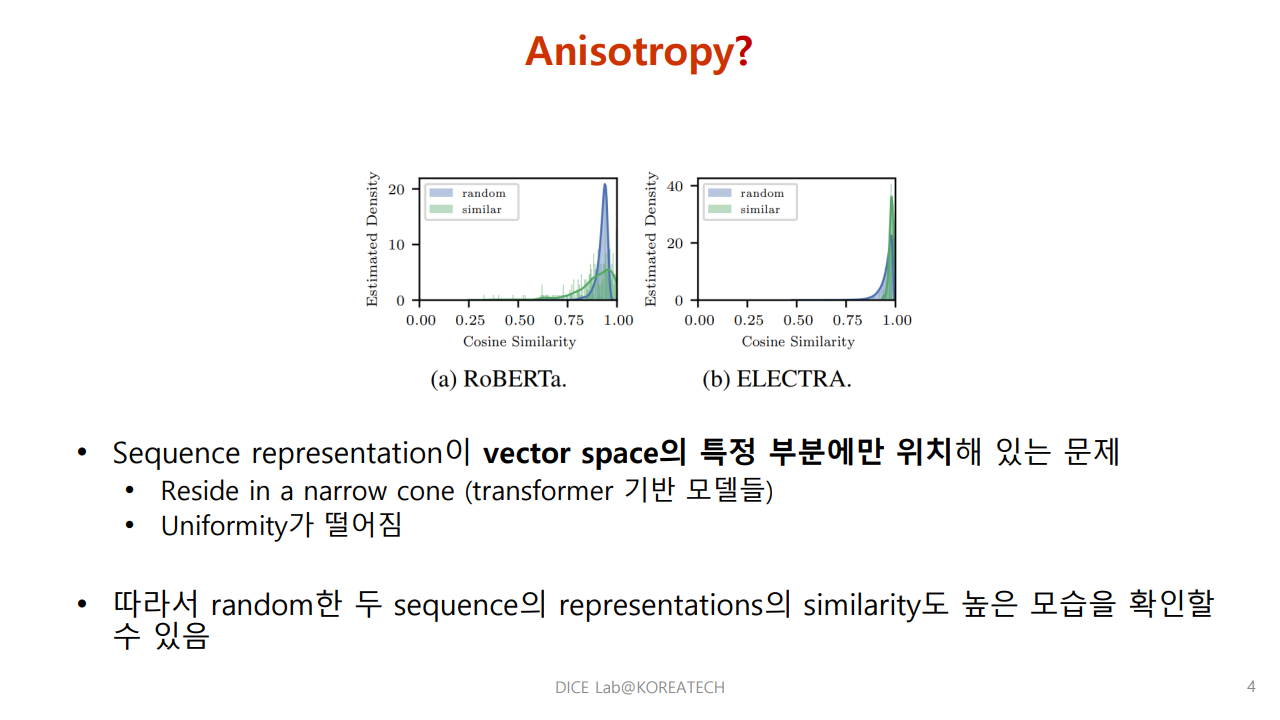 Anisotropy?
Estimated Density
20
10
0
random
similar
0.00 0.25 0.50 0.75 1.00
Cosine Similarity
(a) RoBERTa.
Estimated Density
40
20
0
random
similar
0.00 0.25 0.50 0.75 1.00
Cosine Similarity
(b) ELECTRA.
• Sequence representation이 vector space의 특정 부분에만 위치해 있는 문제
• Reside in a narrow cone (transformer 기반 모델들)
• Uniformity가 떨어짐
• 따라서 random한 두 sequence의 representations의 similarity도 높은 모습을 확인할
수 있음
DICE Lab@KOREATECH
4